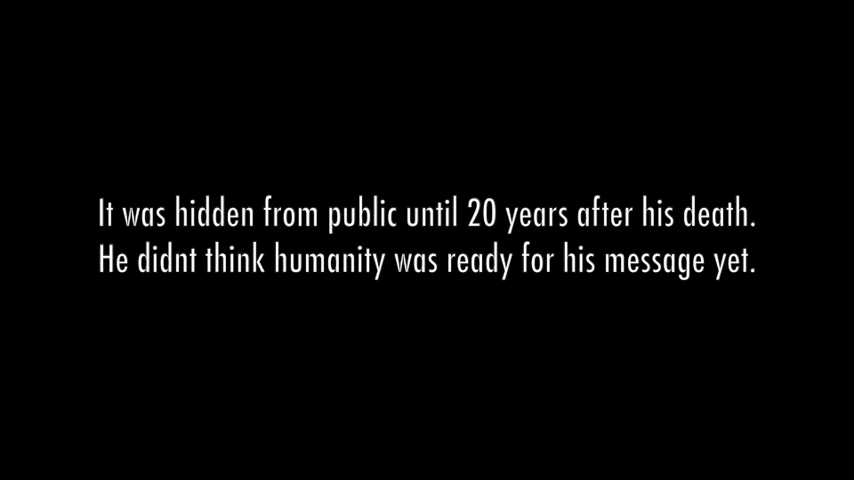 It was hidden from public until 20 years after his death.
He didnt think humanity was ready for his message yet.